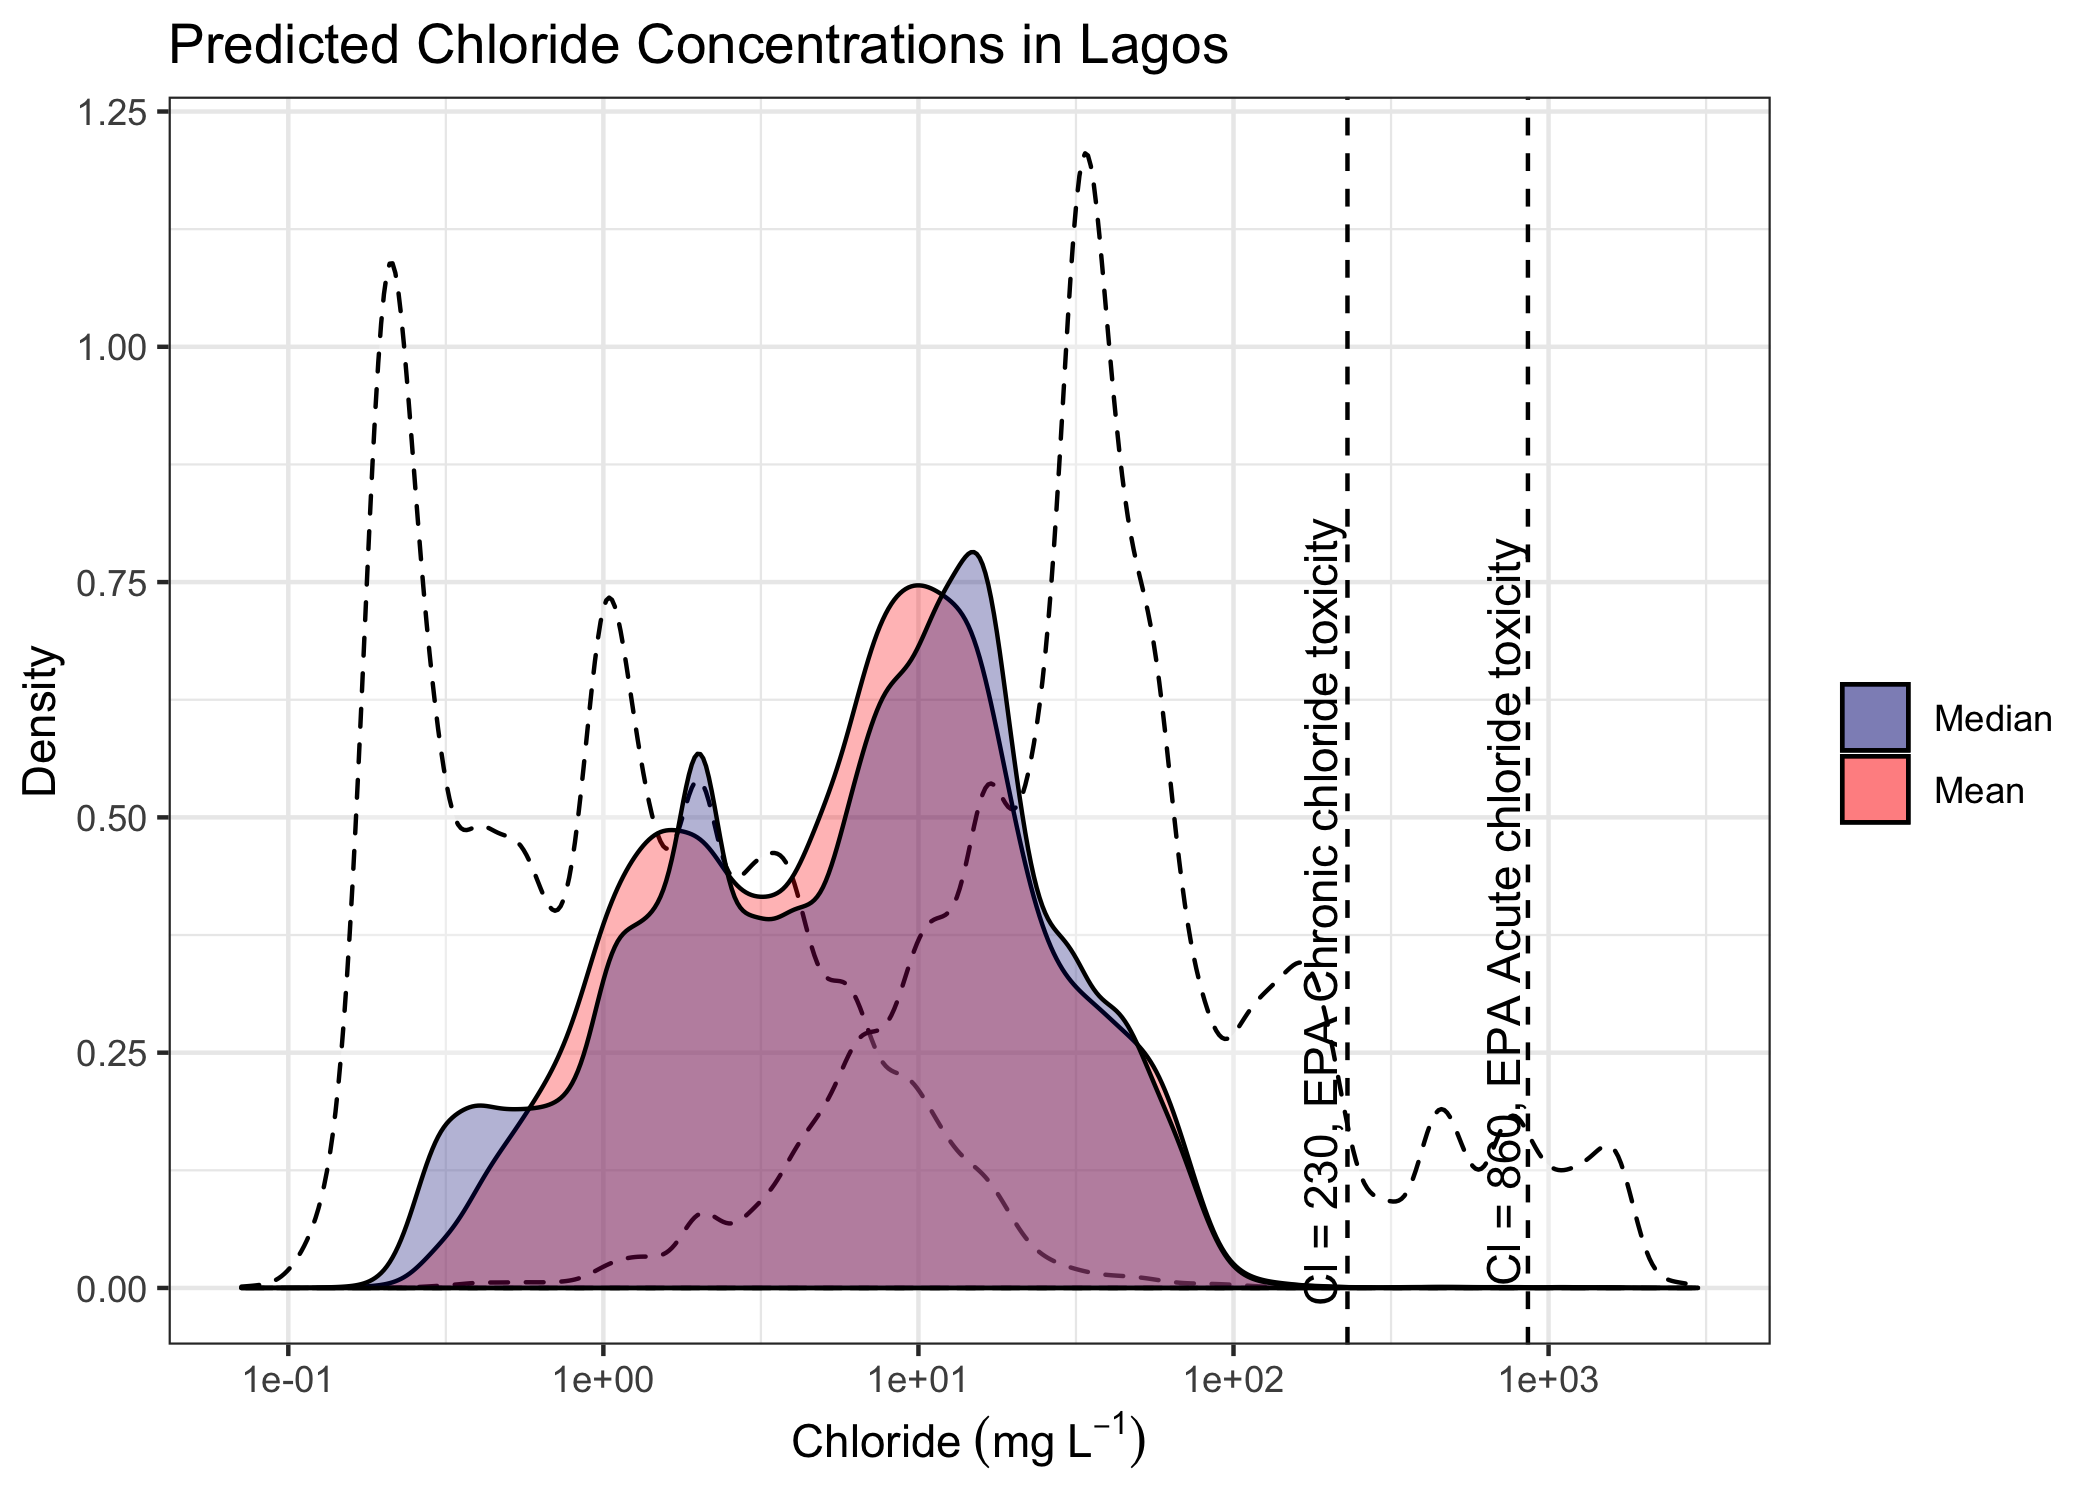 Predicted Chloride Concentrations in Lagos
Density
1.25
1.00
0.75
0.50
0.25
0.00
Cl = 230, EPA Chronic chloride toxicity
Cl = 860, EPA Acute chloride toxicity
1e-01
1e+00
1e+01
1e+02
1e+03
Chloride (mg L⁻¹)
Median
Mean